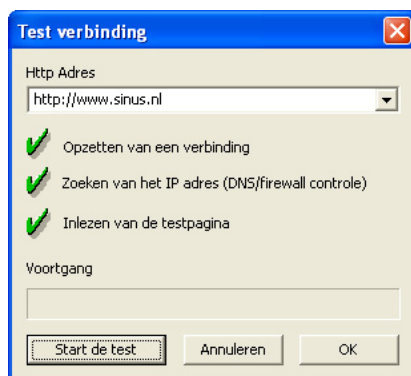 Test verbinding
Http Adres
http://www.sinus.nl
Opzetten van een verbinding
Zoeken van het IP adres (DNS/firewall controle)
Inlezen van de testpagina
Voortgang
Start de test
Annuleren
OK